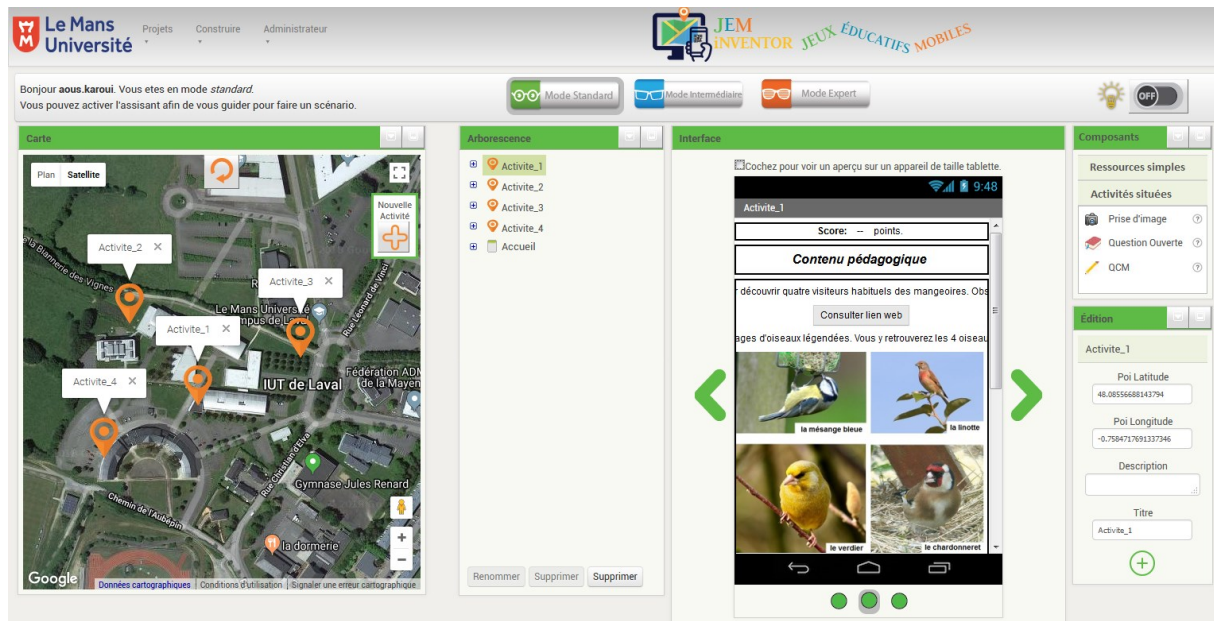 Le Mans
Université
Projets
Construire
Administrateur
JEM
iNVENTOR
JEUX ÉDUCATIFS MOBILES
Bonjour aous.karoui. Vous etes en mode standard.
Vous pouvez activer l'assisant afin de vous guider pour faire un scénario.
Mode Standard
Mode Intermédiaire
Mode Expert
OFF
Carte
Plan
Satellite
Nouvelle
Activité
Activite_2
Activite_3
Activite_1
Activite_4
Le Mans Université
IUT de Laval
Fédération ADM
de la Mayen
Rue Léonard de Vinci
Rue Christian d'Elva
Gymnase Jules Renard
Chemin de l'Aubépin
la dormerie
Google
Données cartographiques
Conditions d'utilisation
Signaler une erreur cartographique
Arborescence
Activite_1
Activite_2
Activite_3
Activite_4
Accueil
Renommer
Supprimer
Supprimer
Interface
Cochez pour voir un aperçu sur un appareil de taille tablette.
9:48
Activite_1
Score: -- points.
Contenu pédagogique
r découvrir quatre visiteurs habituels des mangeoires. Obs
Consulter lien web
ages d'oiseaux légendées. Vous y retrouverez les 4 oiseau
la mésange bleue
la linotte
le verdier
le chardonneret
Composants
Ressources simples
Activités situées
Prise d'image
Question Ouverte
QCM
Édition
Activite_1
Poi Latitude
48.08556688143794
Poi Longitude
-0.7584717691337346
Description
Titre
Activite_1